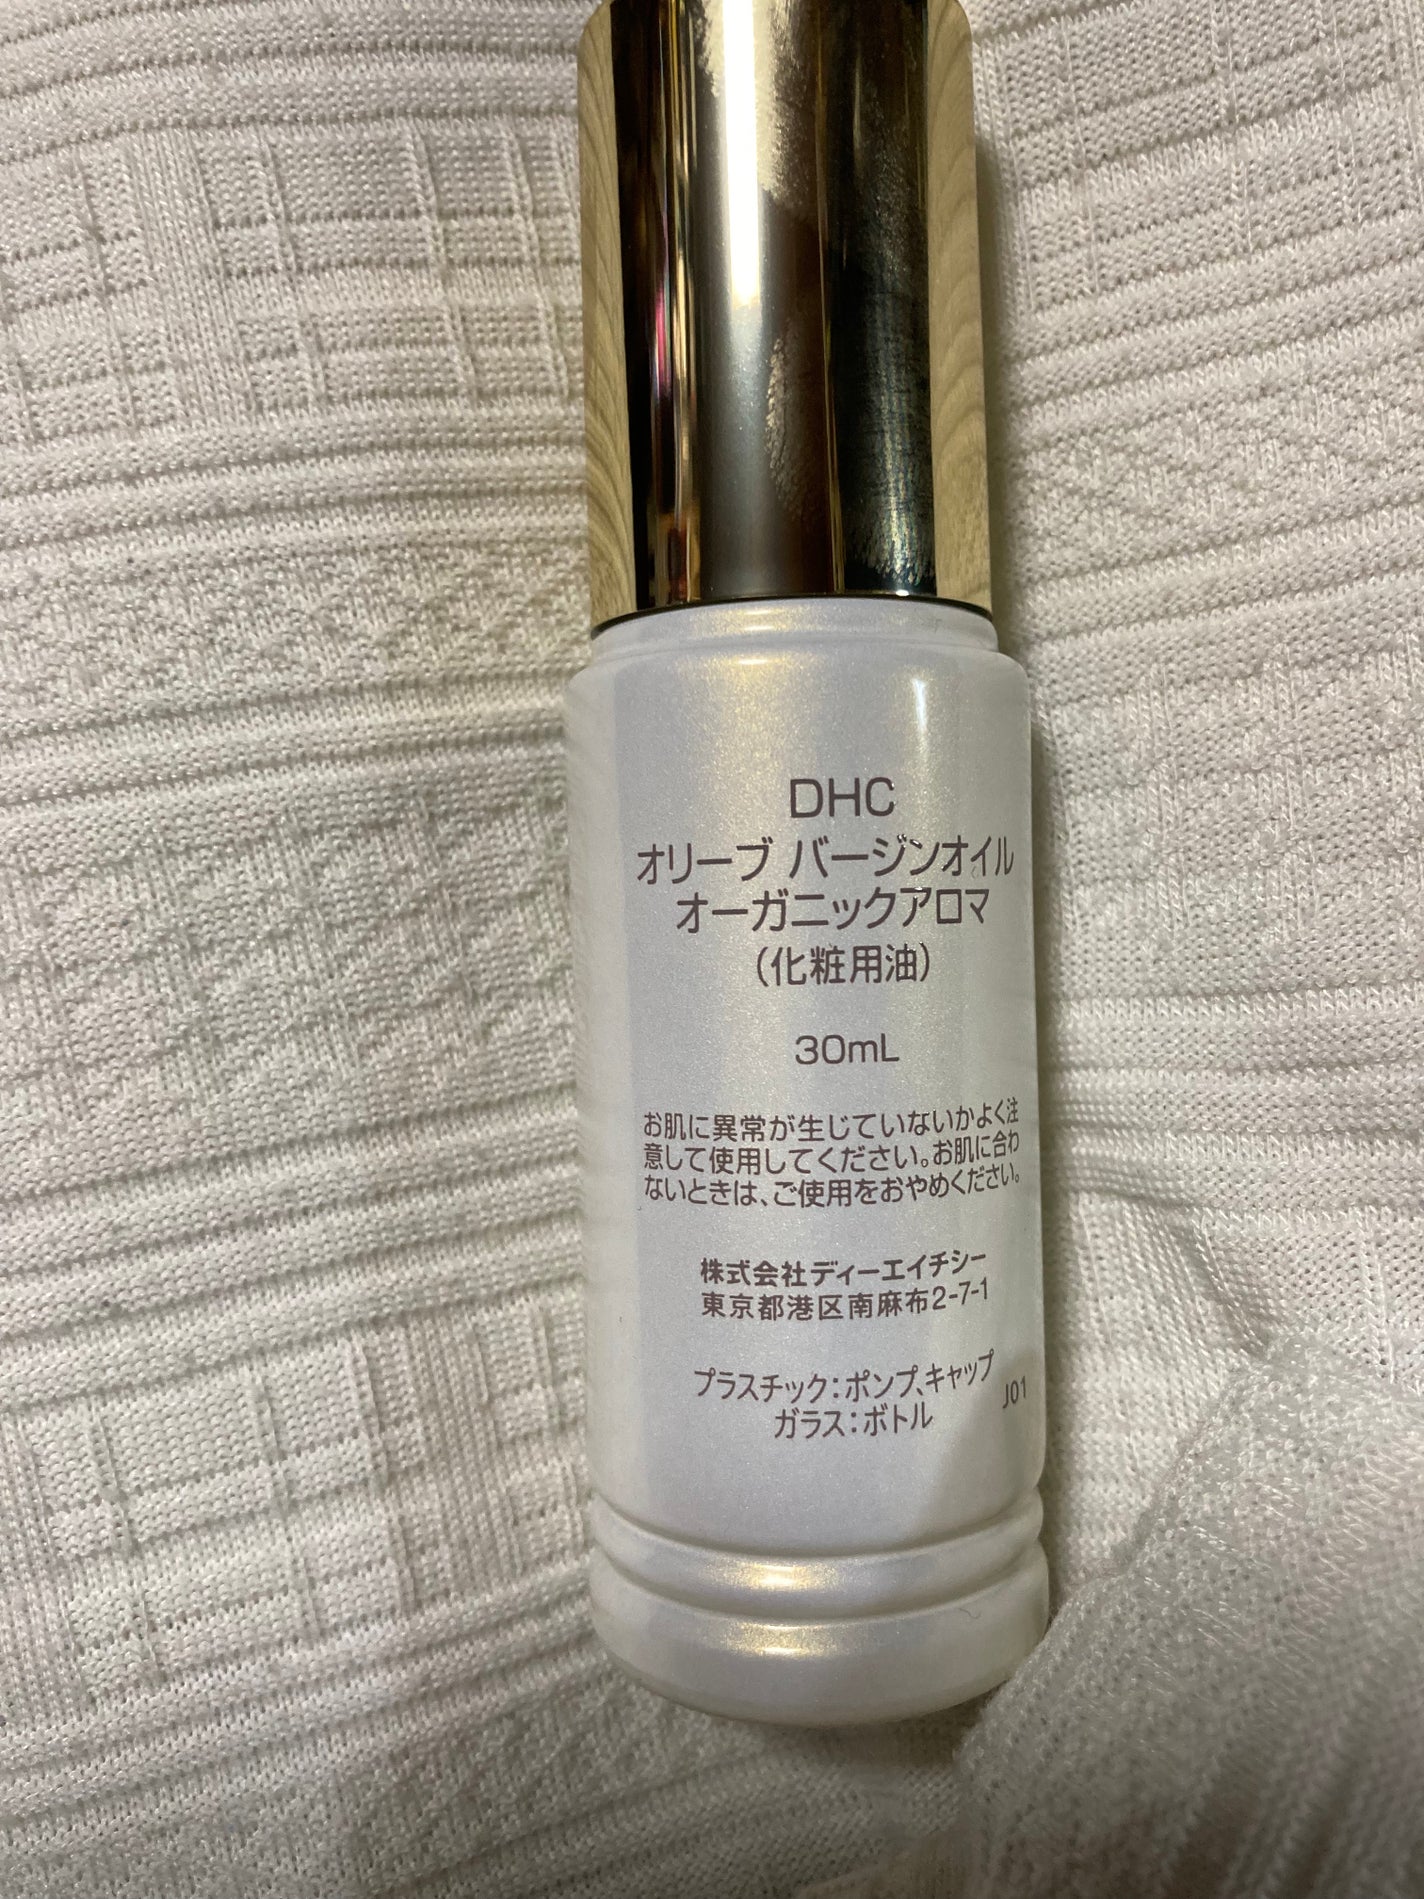 DHC
オリーブ バージンオイル
オーガニックアロマ
(化粧用油)
30mL
お肌に異常が生じていないかよく注
意して使用してください。お肌に合わ
ないときは、ご使用をおやめください。
株式会社ディーエイチシー
東京都港区南麻布2-7-1
プラスチック:ポンプ、キャップ
ガラス:ボトル
J01